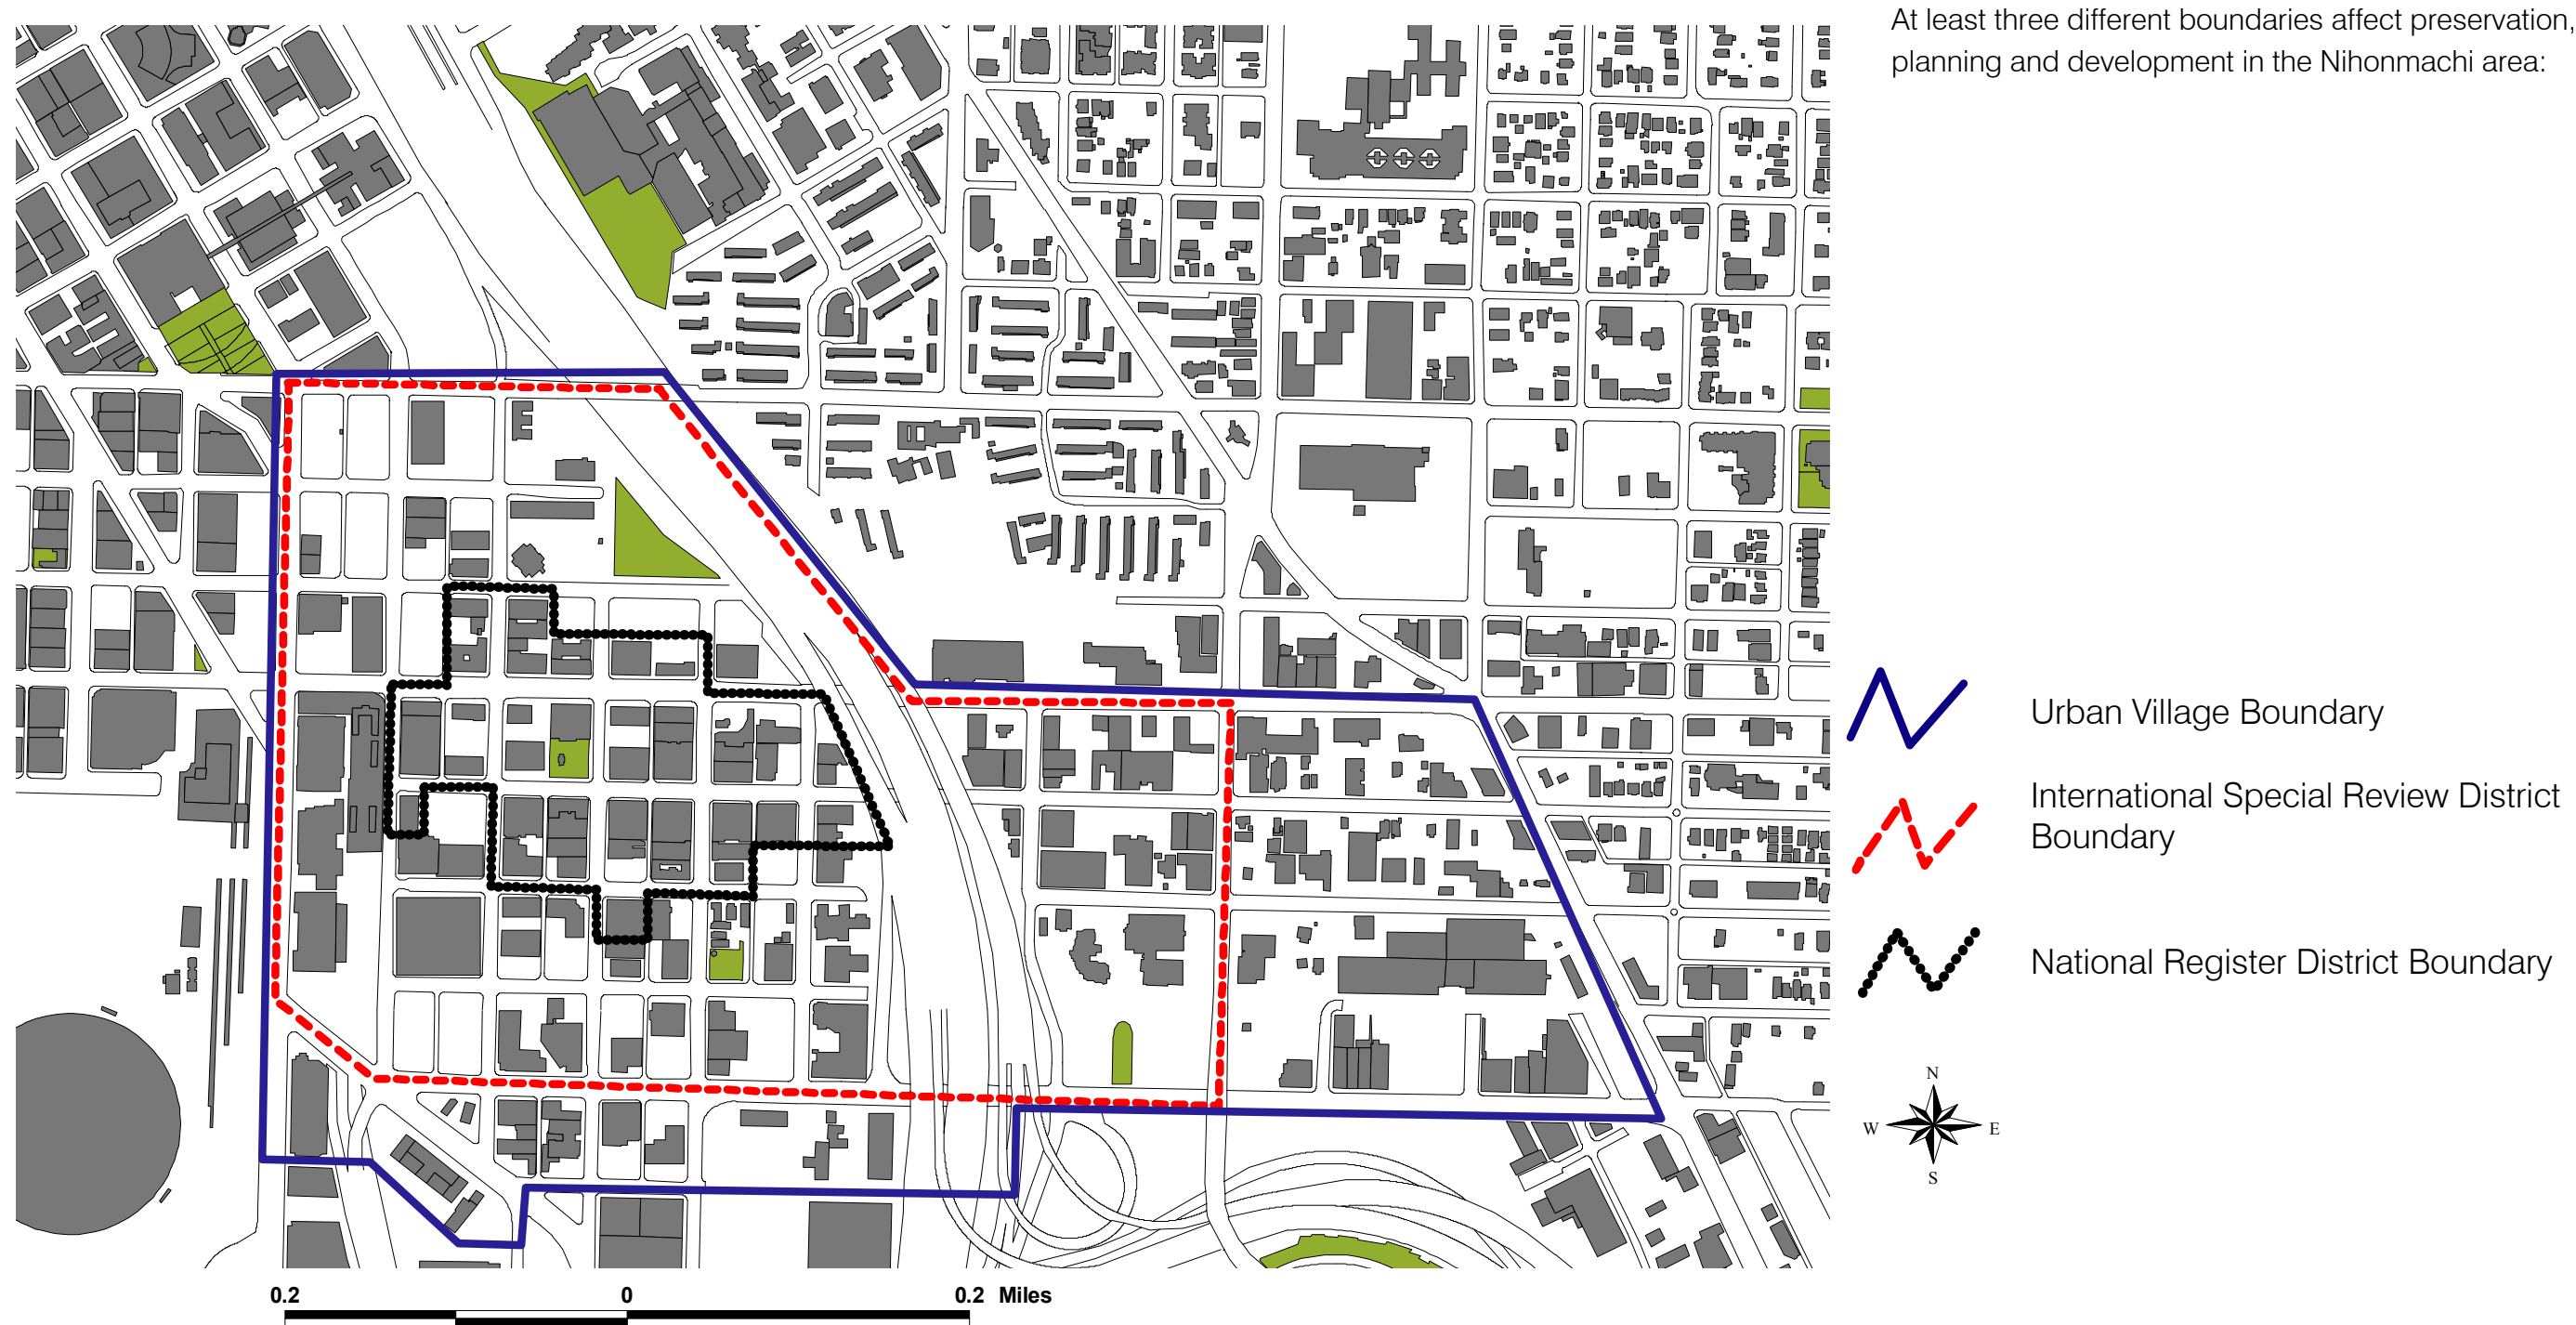 At least three different boundaries affect preservation,
planning and development in the Nihonmachi area:
Urban Village Boundary
International Special Review District
Boundary
National Register District Boundary
N
W E
S
0.2 0 0.2 Miles